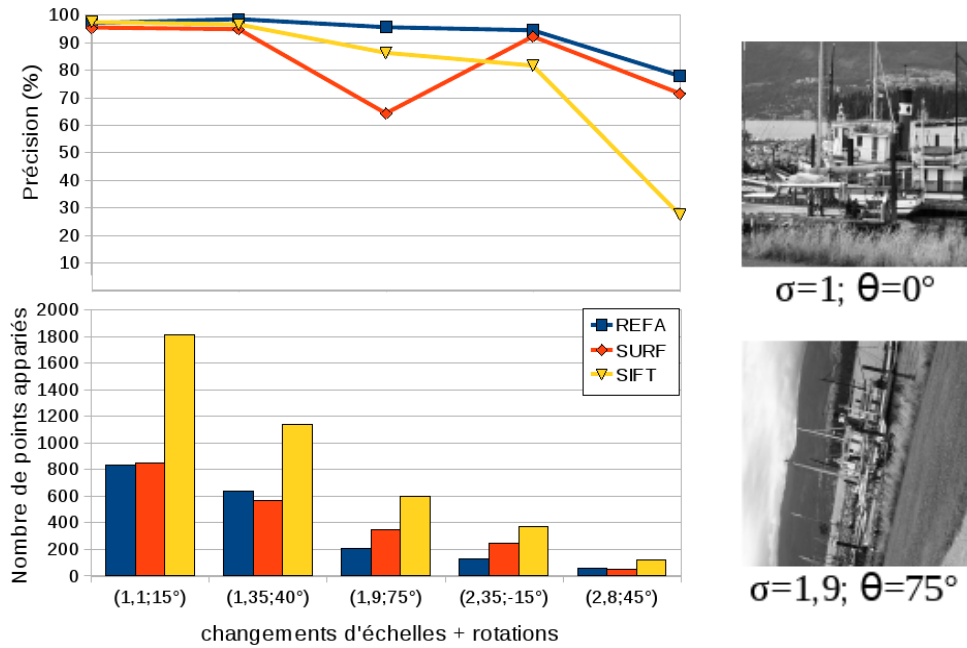 Précision (%)
100
90
80
70
60
50
40
30
20
10
Nombre de points appariés
2000
1800
1600
1400
1200
1000
800
600
400
200
0
REFA
SURF
SIFT
(1,1;15°) (1,35;40°) (1,9;75°) (2,35;-15°) (2,8;45°)
changements d'échelles + rotations
σ=1; θ=0°
σ=1,9; θ=75°